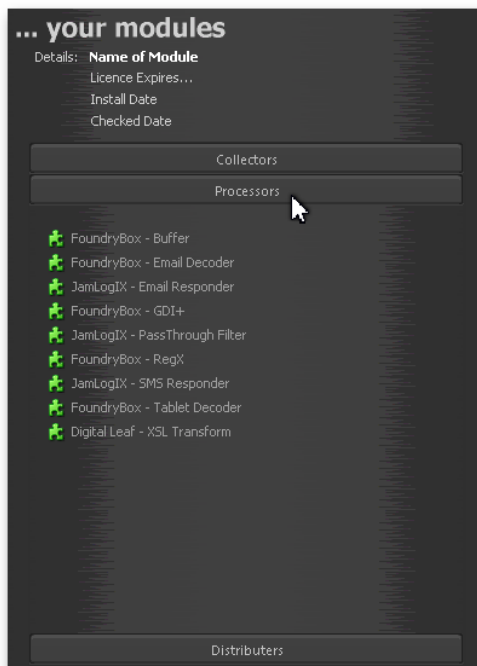 ... your modules
Details: Name of Module
Licence Expires...
Install Date
Checked Date
Collectors
Processors
FoundryBox - Buffer
FoundryBox - Email Decoder
JamLogIX - Email Responder
FoundryBox - GDI+
JamLogIX - PassThrough Filter
FoundryBox - RegX
JamLogIX - SMS Responder
FoundryBox - Tablet Decoder
Digital Leaf - XSL Transform
Distributers